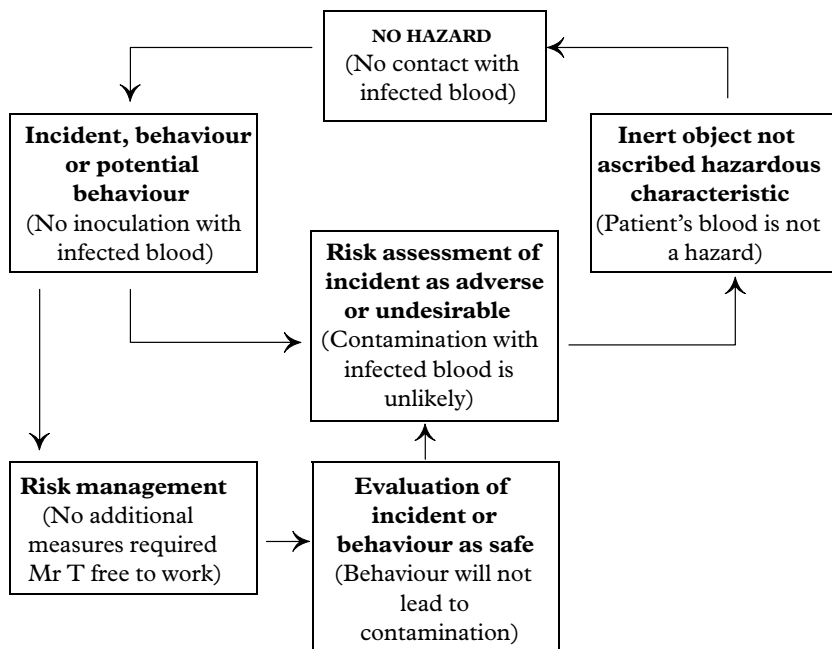 NO HAZARD
(No contact with
infected blood)
Incident, behaviour
or potential
behaviour
(No inoculation with
infected blood)
Inert object not
ascribed hazardous
characteristic
(Patient’s blood is not
a hazard)
Risk assessment of
incident as adverse
or undesirable
(Contamination with
infected blood is
unlikely)
Risk management
(No additional
measures required
Mr T free to work)
Evaluation of
incident or
behaviour as safe
(Behaviour will not
lead to
contamination)